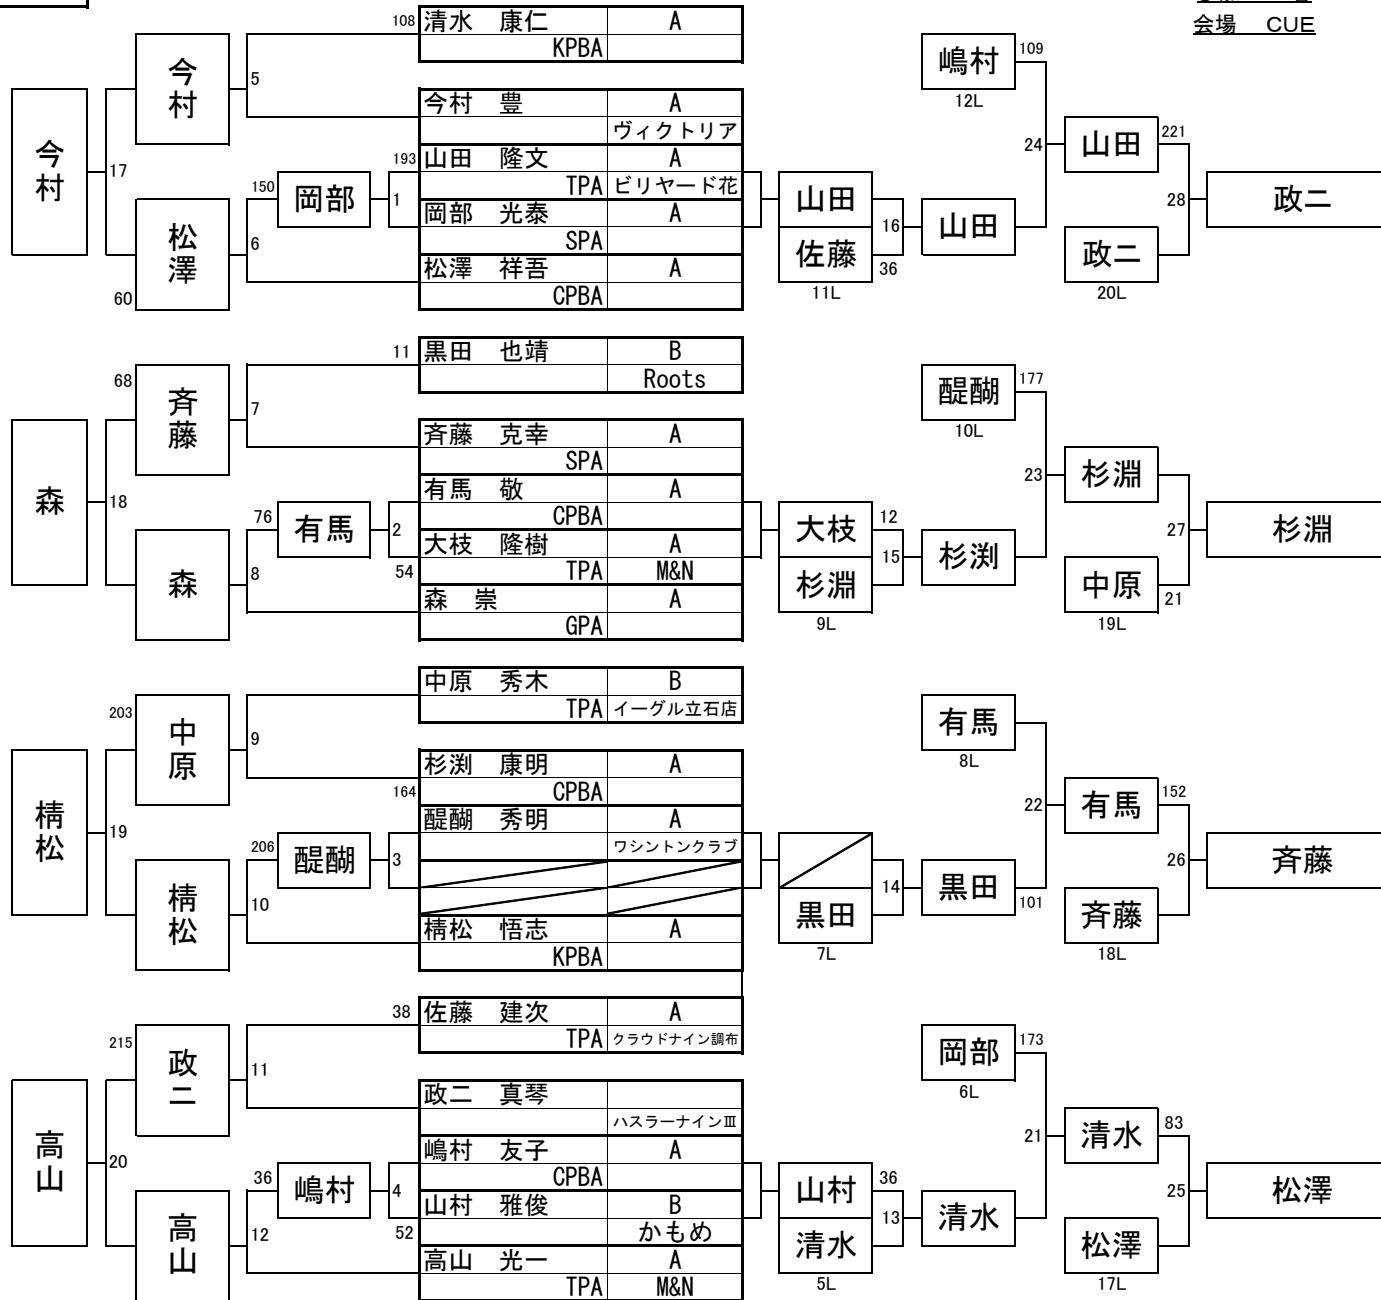 会場 CUE
108 清水 康仁 A
KPBA
今村 5
今村 豊 A
ヴィクトリア
今村 17
193 山田 隆文 A
TPA ビリヤード花
150 岡部 1
岡部 光泰 A
SPA
松澤 6
松澤 祥吾 A
60 CPBA
嶋村 109
12L
24 山田 221
山田 16 山田
佐藤 36
11L
28 政二
政二
20L
11 黒田 也靖 B
Roots
68 斉藤 7
斉藤 克幸 A
SPA
森 18
有馬 敬 A
CPBA
76 有馬 2
大枝 隆樹 A
54 TPA M&N
森 8
森 崇 A
GPA
醍醐 177
10L
23 杉淵
大枝 12
15 杉渕
杉淵
9L
27 杉淵
中原 21
19L
中原 秀木 B
TPA イーグル立石店
203 中原 9
杉渕 康明 A
164 CPBA
19
醍醐 秀明 A
ワシントンクラブ
206 醍醐 3
松 10
松 悟志 A
KPBA
有馬
8L
22 有馬 152
14 黒田 101
黒田
7L
26 斉藤
斉藤
18L
38 佐藤 建次 A
TPA クラウドナイン調布
215 政二 11
政二 真琴
ハスラーナインⅢ
高山 20
嶋村 友子 A
CPBA
36 嶋村 4
山村 雅俊 B
52 かもめ
高山 12
高山 光一 A
TPA M&N
岡部 173
6L
21 清水 83
山村 36
13 清水
清水
5L
25 松澤
松澤
17L